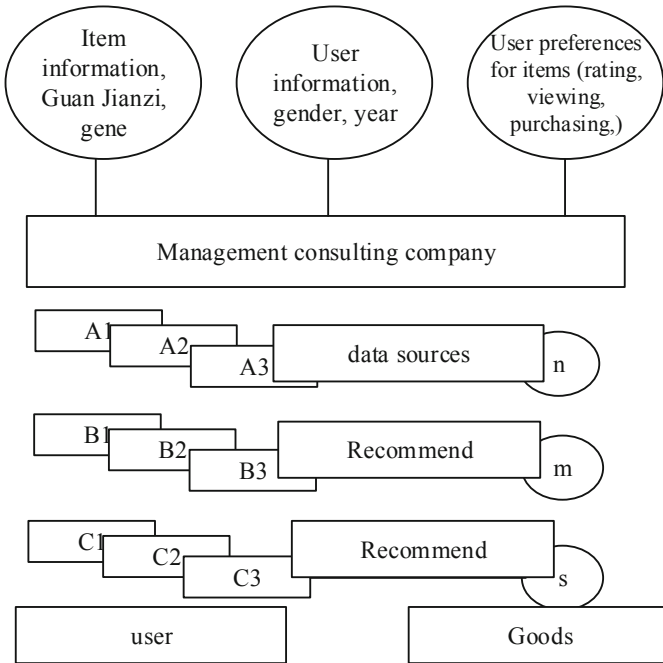 Item
information,
Guan Jianzi,
gene
User
information,
gender, year
User preferences
for items (rating,
viewing,
purchasing,)
Management consulting company
A1
A2
A3
data sources
n
B1
B2
B3
Recommend
m
C1
C2
C3
Recommend
s
user
Goods